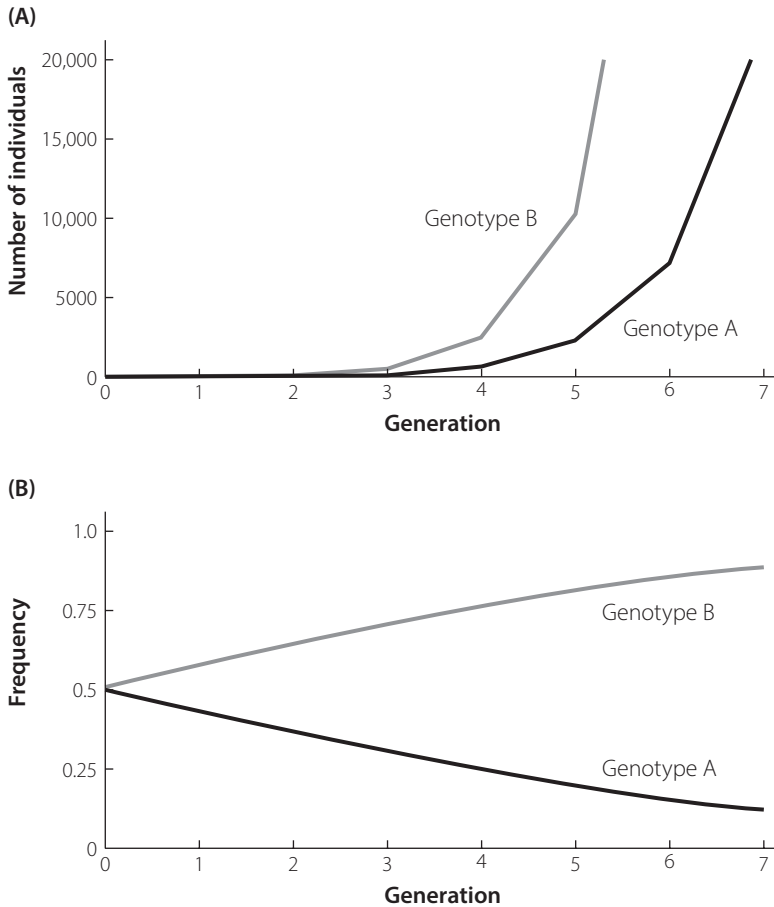 (A)
Number of individuals
20,000
15,000
10,000
5000
0
Genotype B
Genotype A
0 1 2 3 4 5 6 7
Generation
(B)
Frequency
1.0
0.75
0.5
0.25
0
Genotype B
Genotype A
0 1 2 3 4 5 6 7
Generation